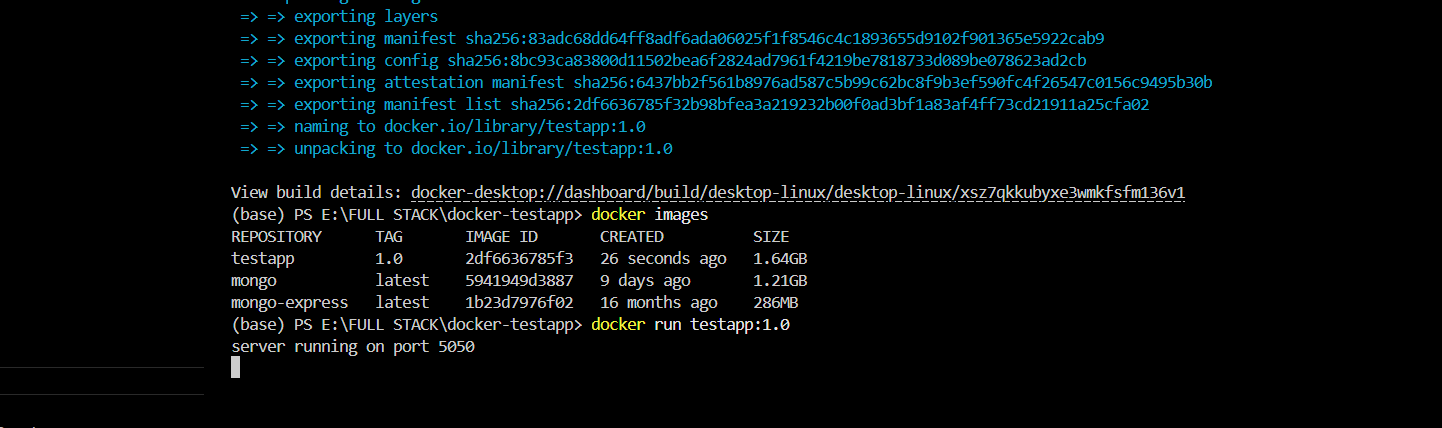 => => exporting layers
=> => exporting manifest sha256:83adc68dd64ff8adf6ada06025f1f8546c4c1893655d9102f901365e5922cab9
=> => exporting config sha256:8bc93ca83800d11502bea6f2824ad7961f4219be7818733d089be078623ad2cb
=> => exporting attestation manifest sha256:6437bb2f561b8976ad587c5b99c62bc8f9b3ef590fc4f26547c0156c9495b30b
=> => exporting manifest list sha256:2df6636785f32b98bfea3a219232b00f0ad3bf1a83af4ff73cd21911a25cfa02
=> => naming to docker.io/library/testapp:1.0
=> => unpacking to docker.io/library/testapp:1.0
View build details: docker-desktop://dashboard/build/desktop-linux/desktop-linux/xsz7qkkubyxe3wmkfsfm136v1
(base) PS E:\FULL STACK\docker-testapp> docker images
REPOSITORY TAG IMAGE ID CREATED SIZE
testapp 1.0 2df6636785f3 26 seconds ago 1.64GB
mongo latest 5941949d3887 9 days ago 1.21GB
mongo-express latest 1b23d7976f02 16 months ago 286MB
(base) PS E:\FULL STACK\docker-testapp> docker run testapp:1.0
server running on port 5050